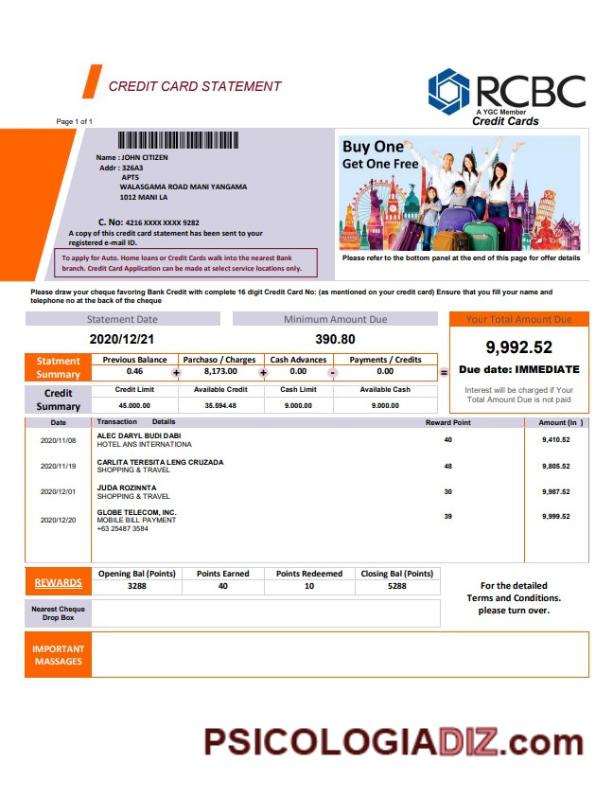 CREDIT CARD STATEMENT
RCBC
A YGC Member
Credit Cards
Page 1 of 1
Name : JOHN CITIZEN
Addr : 326A3
APT5
WALASGAMA ROAD MANI YANGAMA
1012 MANI LA
C. No: 4216 XXXX XXXX 9282
A copy of this credit card statement has been sent to your
registered e-mail ID.
To apply for Auto. Home loans or Credit Cards walk into the nearest Bank
branch. Credit Card Application can be made at select service locations only.
Buy One
Get One Free
Please refer to the bottom panel at the end of this page for offer details
Please draw your cheque favoring Bank Credit with complete 16 digit Credit Card No: (as mentioned on your credit card) Ensure that you fill your name and
telephone no at the back of the cheque
Statement Date Minimum Amount Due Your Total Amount Due
2020/12/21 390.80 9,992.52
Due date: IMMEDIATE
Interest will be charged if Your
Total Amount Due is not paid
Statment
Summary
Previous Balance Parchaso / Charges Cash Advances Payments / Credits
0.46 + 8,173.00 + 0.00 - 0.00 =
Credit
Summary
Credit Limit Available Credit Cash Limit Available Cash
45.000.00 35.594.48 9.000.00 9.000.00
Date Transaction Details Reward Point Amount (In )
2020/11/08 ALEC DARYL BUDI DABI 40 9,410.52
HOTEL ANS INTERNATIONA
2020/11/19 CARLITA TERESITA LENG CRUZADA 48 9,805.52
SHOPPING & TRAVEL
2020/12/01 JUDA ROZINNTA 30 9,987.52
SHOPPING & TRAVEL
2020/12/20 GLOBE TELECOM, INC. 39 9,999.52
MOBILE BILL PAYMENT
+63 25487 3584
REWARDS
Opening Bal (Points) Points Earned Points Redeemed Closing Bal (Points)
3288 40 10 5288
For the detailed
Terms and Conditions.
please turn over.
Nearest Cheque
Drop Box
IMPORTANT
MASSAGES
PSICOLOGIADIZ.com